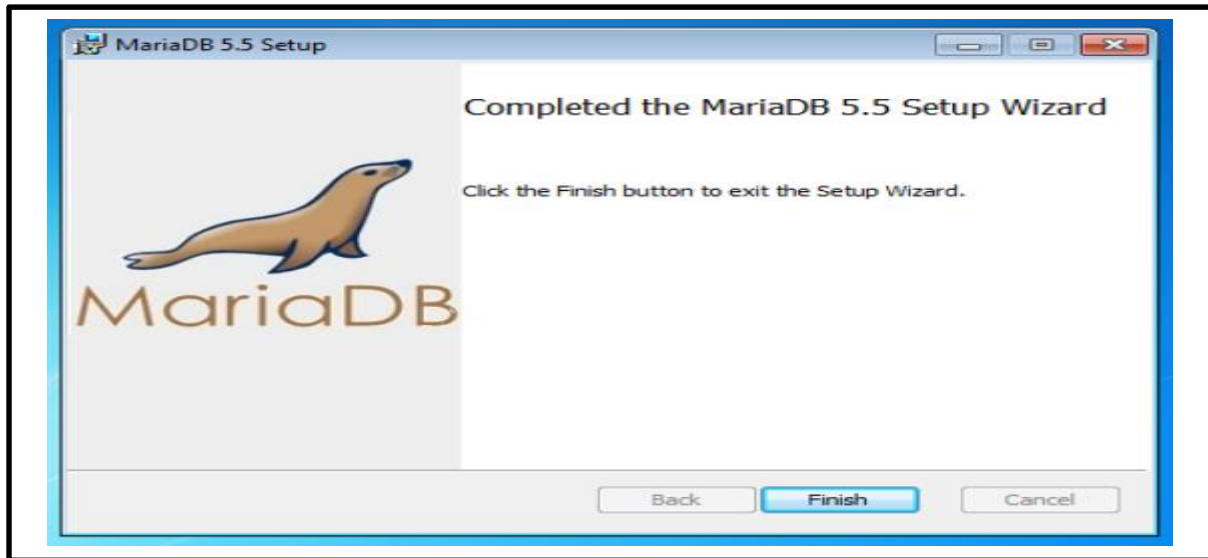 MariaDB 5.5 Setup
Completed the MariaDB 5.5 Setup Wizard
Click the Finish button to exit the Setup Wizard.
MariaDB
Back
Finish
Cancel